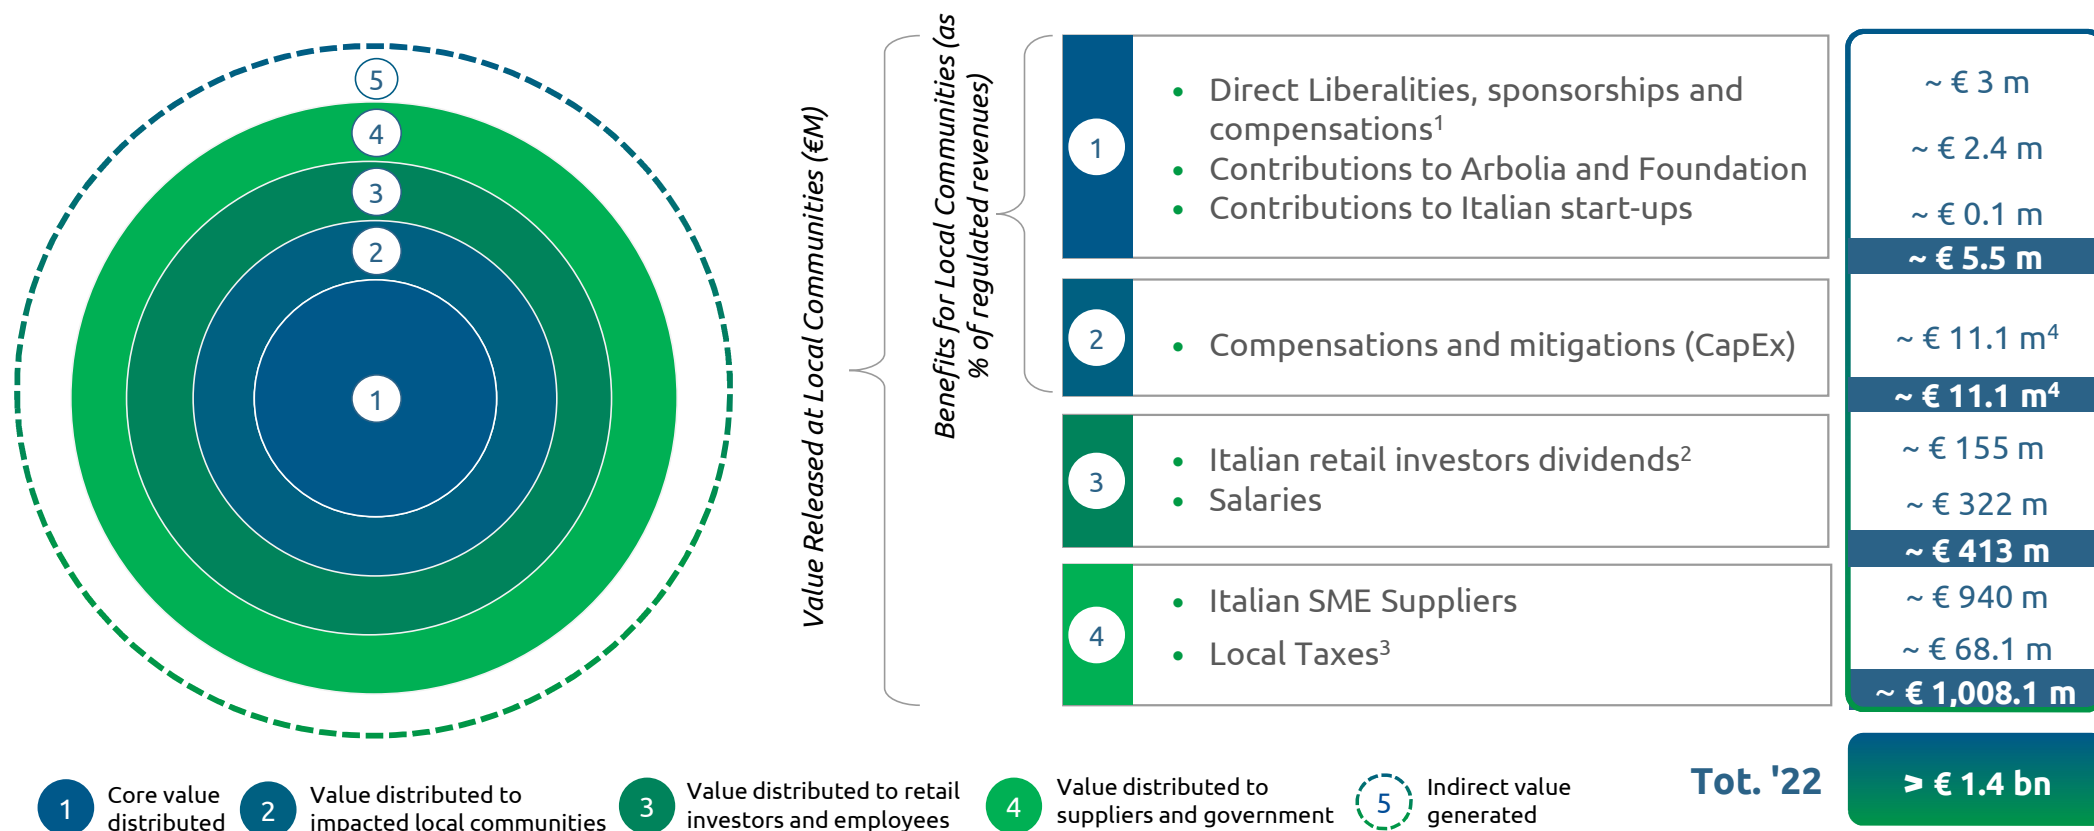 5
4
3
2
1
Value Released at Local Communities (€M)
Benefits for Local Communities (as
% of regulated revenues)
1
• Direct Liberalities, sponsorships and
compensations¹
• Contributions to Arbolia and Foundation
• Contributions to Italian start-ups
~ € 3 m
~ € 2.4 m
~ € 0.1 m
~ € 5.5 m
2
• Compensations and mitigations (CapEx)
~ € 11.1 m⁴
~ € 11.1 m⁴
3
• Italian retail investors dividends²
• Salaries
~ € 155 m
~ € 322 m
~ € 413 m
4
• Italian SME Suppliers
• Local Taxes³
~ € 940 m
~ € 68.1 m
~ € 1,008.1 m
Tot. '22
> € 1.4 bn
1
Core value
distributed
2
Value distributed to
impacted local communities
3
Value distributed to retail
investors and employees
4
Value distributed to
suppliers and government
5
Indirect value
generated